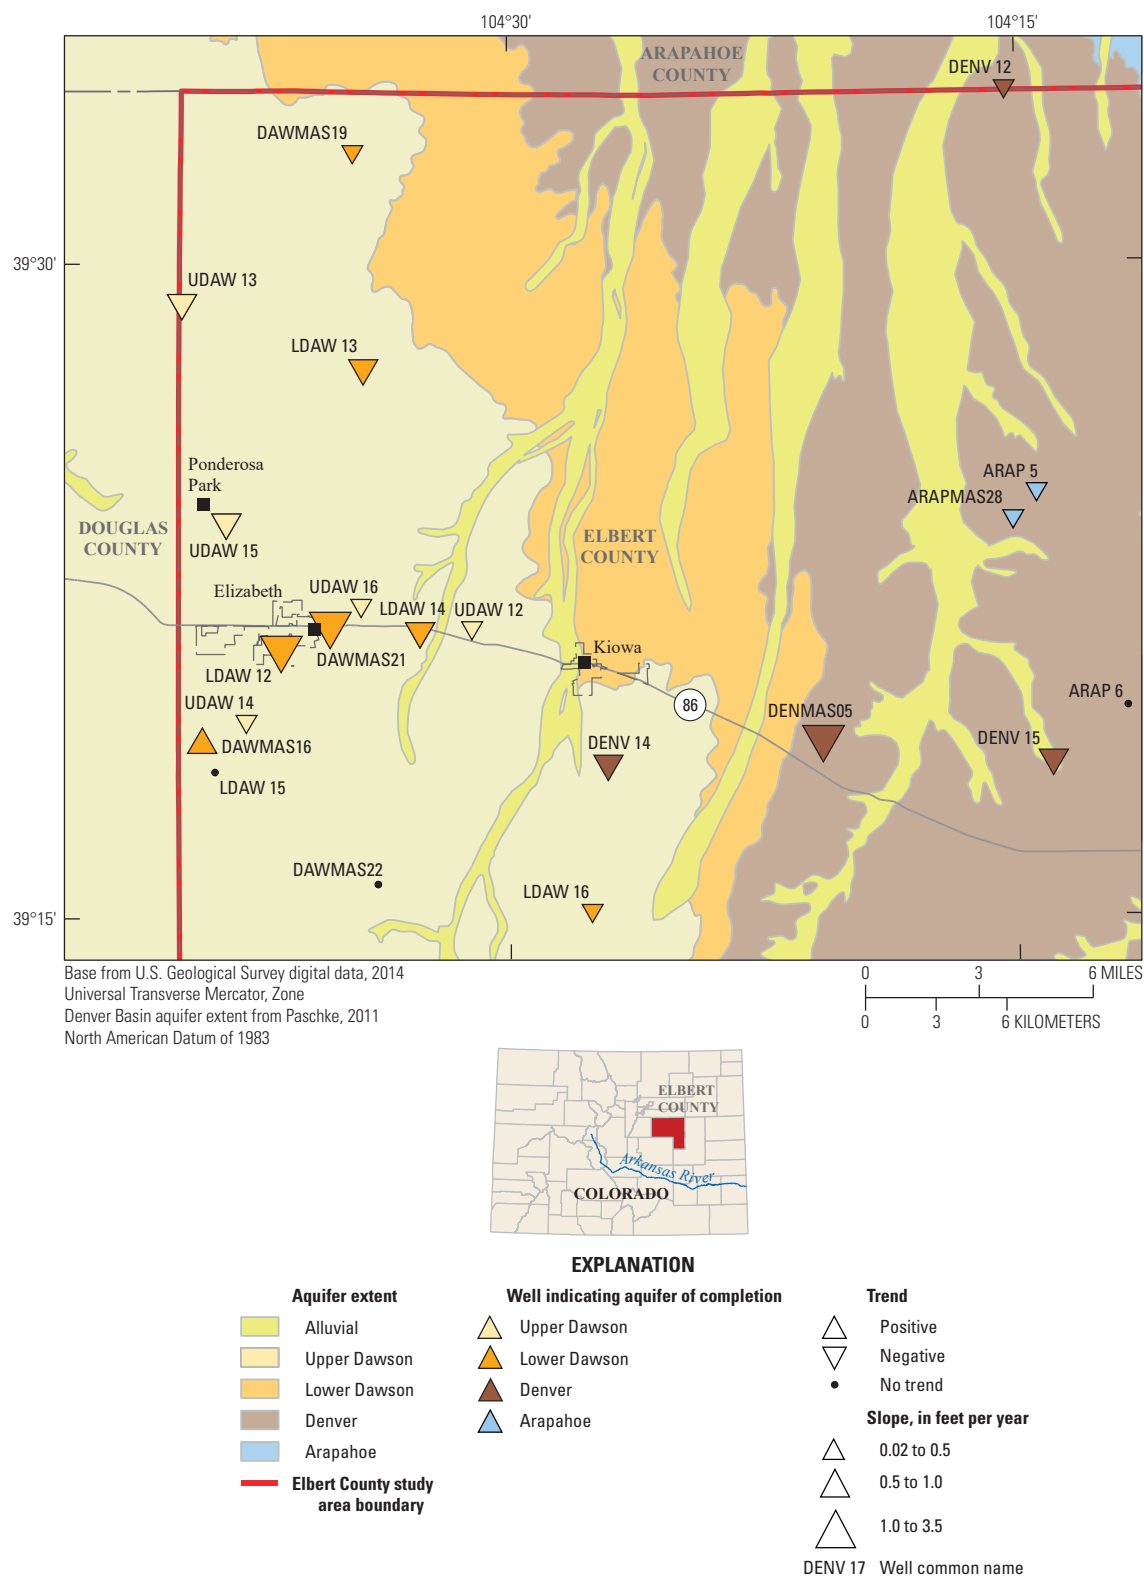 104°30'
104°15'
ARAPAHOE
COUNTY
DENV 12
DAWMAS19
39°30'
UDAW 13
LDAW 13
Ponderosa
Park
ARAP 5
ARAPMAS28
DOUGLAS
COUNTY
UDAW 15
ELBERT
COUNTY
Elizabeth
UDAW 16
LDAW 14
UDAW 12
DAWMAS21
LDAW 12
Kiowa
UDAW 14
86
DENMAS05
ARAP 6
DAWMAS16
DENV 14
DENV 15
LDAW 15
DAWMAS22
LDAW 16
39°15'
Base from U.S. Geological Survey digital data, 2014
Universal Transverse Mercator, Zone
Denver Basin aquifer extent from Paschke, 2011
North American Datum of 1983
0 3 6 MILES
0 3 6 KILOMETERS
ELBERT
COUNTY
Arkansas River
COLORADO
EXPLANATION
Aquifer extent
Alluvial
Upper Dawson
Lower Dawson
Denver
Arapahoe
Elbert County study
area boundary
Well indicating aquifer of completion
Upper Dawson
Lower Dawson
Denver
Arapahoe
Trend
Positive
Negative
No trend
Slope, in feet per year
0.02 to 0.5
0.5 to 1.0
1.0 to 3.5
DENV 17 Well common name